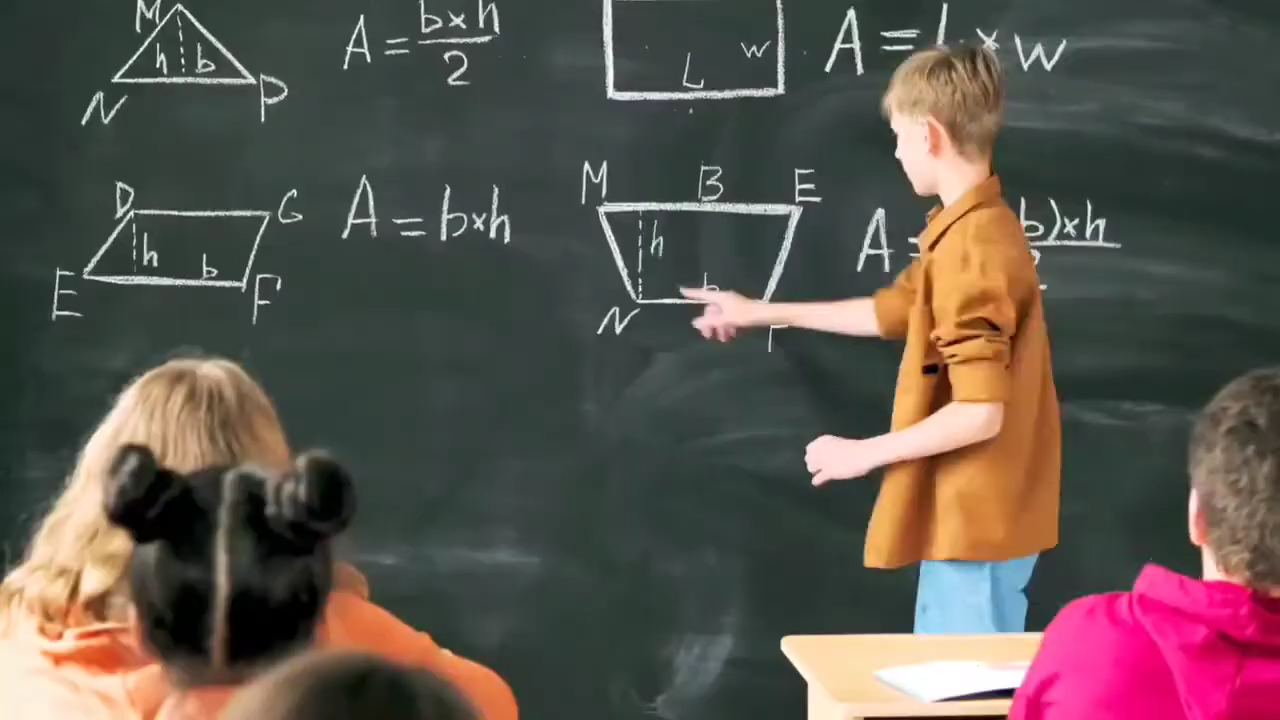 M
h b
N P
A = b×h
2
w
L
A = L × w
D G
h
b
E F
A = b×h
M B E
h
b
N F
A =
b)×h